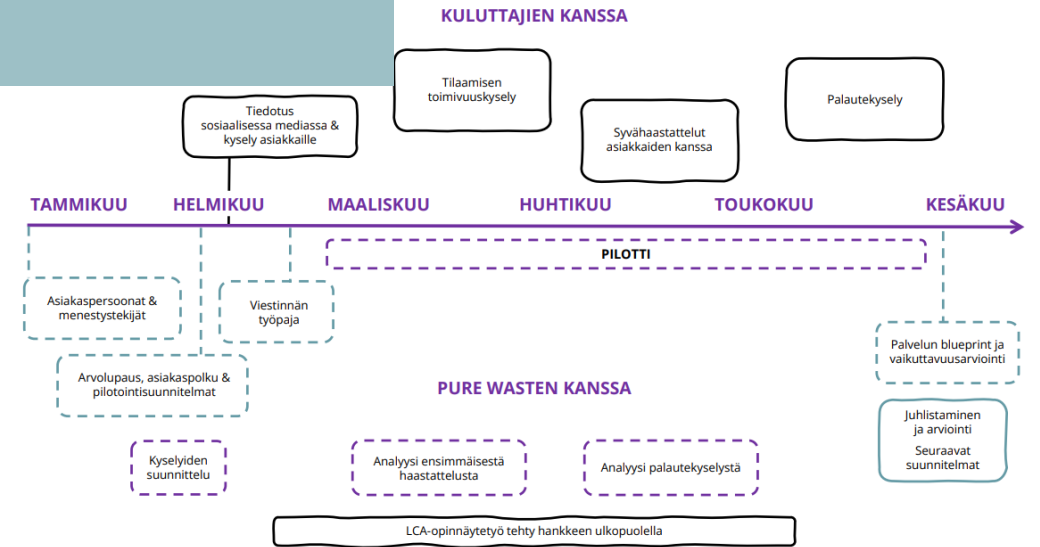 KULUTTAJIEN KANSSA
Tilaamisen
toimivuuskysely
Palautekysely
Tiedotus
sosiaalisessa mediassa &
kysely asiakkaille
Syvähaastattelut
asiakkaiden kanssa
TAMMIKUU
HELMIKUU
MAALISKUU
HUHTIKUU
TOUKOKUU
KESÄKUU
PILOTTI
Asiakaspersoonat &
menestystekijät
Viestinnän
työpaja
Palvelun blueprint ja
vaikuttavuusarviointi
Arvolupaus, asiakaspolku &
pilotointisuunnitelmat
PURE WASTEN KANSSA
Juhlistaminen
ja arviointi
Seuraavat
suunnitelmat
Kyselyiden
suunnittelu
Analyysi ensimmäisestä
haastattelusta
Analyysi palautekyselystä
LCA-opinnäytetyö tehty hankkeen ulkopuolella